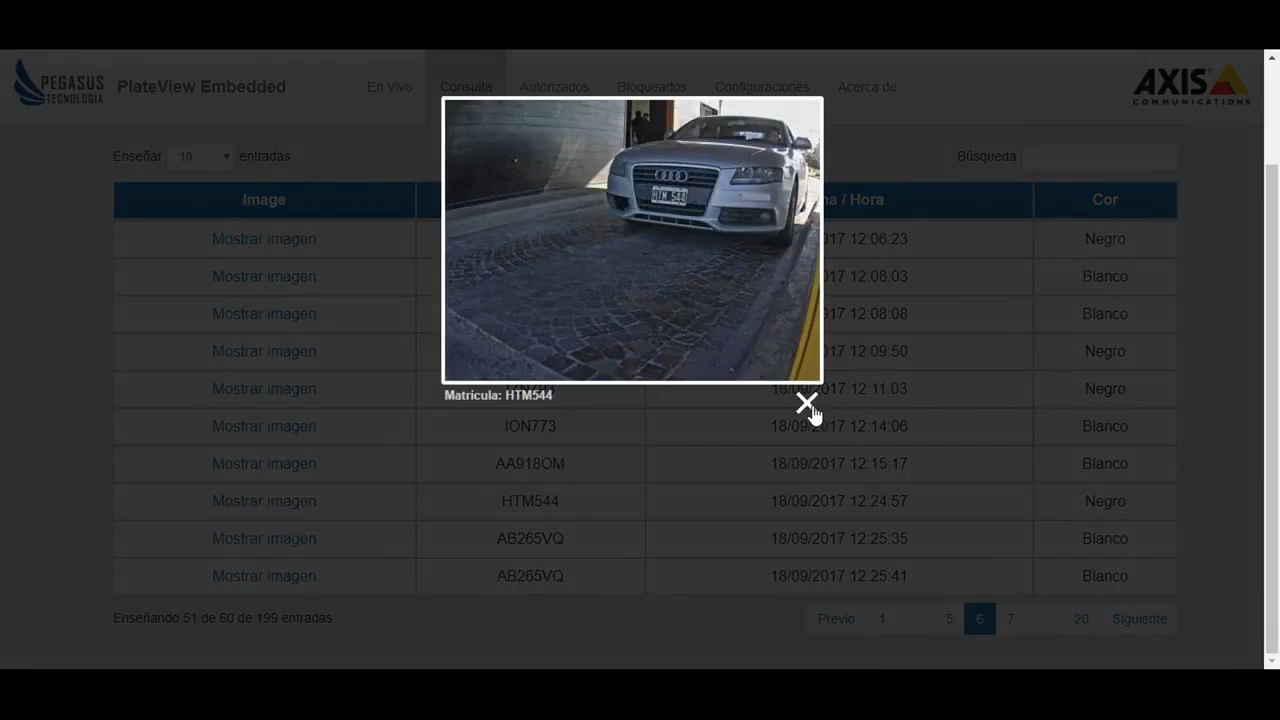 PEGASUS
TECNOLOGIA
PlateView Embedded
En Vivo
Consulta
Autorizados
Bloqueados
Configuraciones
Acerca de
AXIS
COMMUNICATIONS
Enseñar 10 entradas
Búsqueda
Image
/ Hora
Cor
HTM 544
Mostrar imagen 12:06:23 Negro
Mostrar imagen 12:08:03 Blanco
Mostrar imagen 12:08:08 Blanco
Mostrar imagen 12:09:50 Negro
Mostrar imagen 18/09/2017 12:11:03 Negro
Matrícula: HTM544
Mostrar imagen ION773 18/09/2017 12:14:06 Blanco
Mostrar imagen AA918OM 18/09/2017 12:15:17 Blanco
Mostrar imagen HTM544 18/09/2017 12:24:57 Negro
Mostrar imagen AB265VQ 18/09/2017 12:25:35 Blanco
Mostrar imagen AB265VQ 18/09/2017 12:25:41 Blanco
Enseñando 51 de 60 de 199 entradas
Previo 1 … 5 6 7 … 20 Siguiente